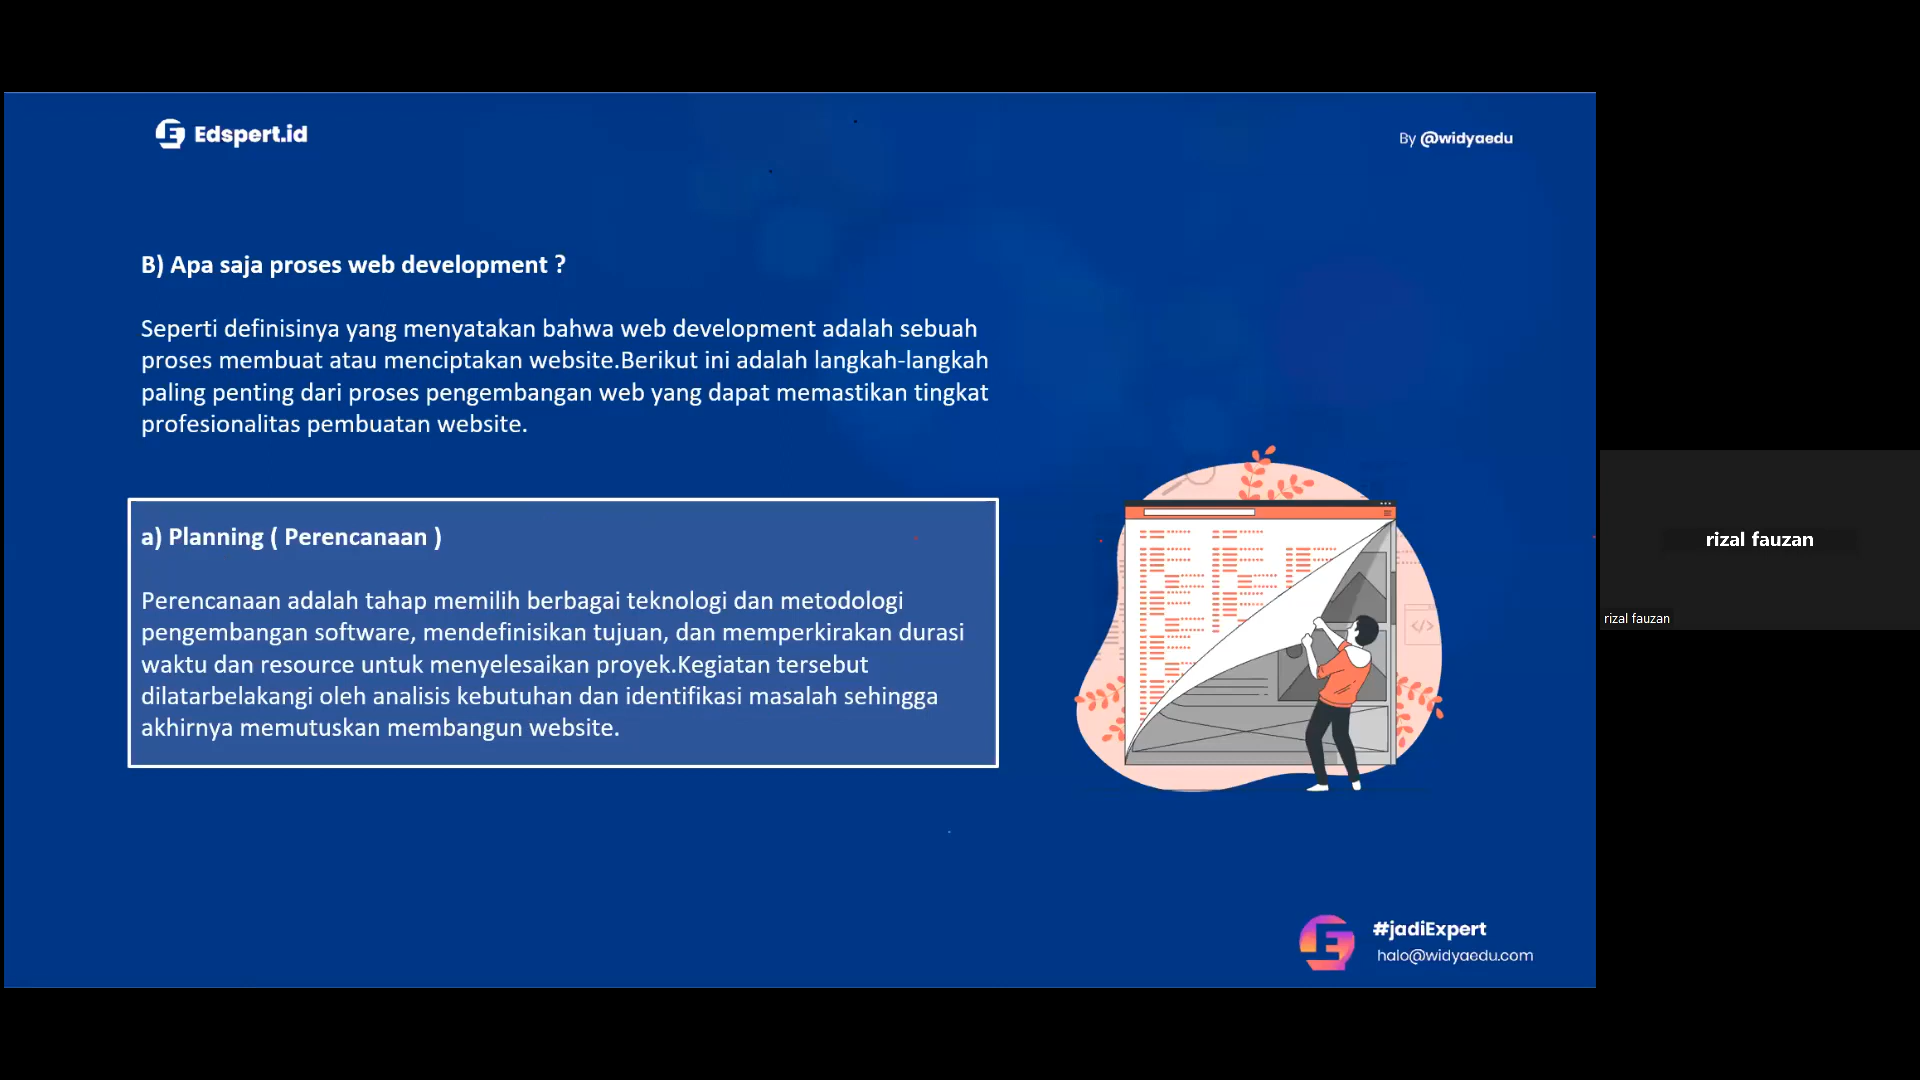 Edspert.id
By @widyaedu
B) Apa saja proses web development ?
Seperti definisinya yang menyatakan bahwa web development adalah sebuah
proses membuat atau menciptakan website.Berikut ini adalah langkah-langkah
paling penting dari proses pengembangan web yang dapat memastikan tingkat
profesionalitas pembuatan website.
a) Planning ( Perencanaan )
Perencanaan adalah tahap memilih berbagai teknologi dan metodologi
pengembangan software, mendefinisikan tujuan, dan memperkirakan durasi
waktu dan resource untuk menyelesaikan proyek.Kegiatan tersebut
dilatarbelakangi oleh analisis kebutuhan dan identifikasi masalah sehingga
akhirnya memutuskan membangun website.
</>
#jadiExpert
halo@widyaedu.com
rizal fauzan
rizal fauzan